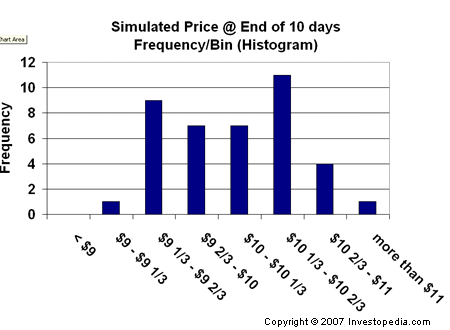 Simulated Price @ End of 10 days
Frequency/Bin (Histogram)
Chart Area
Frequency
12
10
8
6
4
2
0
< $9
$9 - $9 1/3
$9 1/3 - $9 2/3
$9 2/3 - $10
$10 - $10 1/3
$10 1/3 - $10 2/3
$10 2/3 - $11
more than $11
Copyright © 2007 Investopedia.com